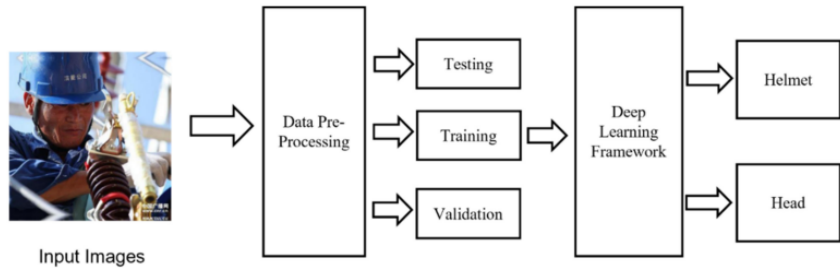 Input Images
Data Pre-
Processing
Testing
Training
Validation
Deep
Learning
Framework
Helmet
Head